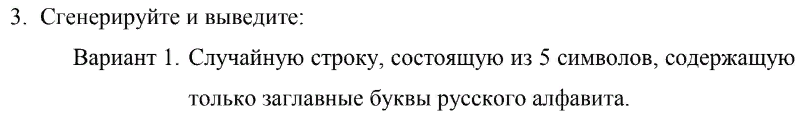 3. Сгенерируйте и выведите:
Вариант 1. Случайную строку, состоящую из 5 символов, содержащую
только заглавные буквы русского алфавита.